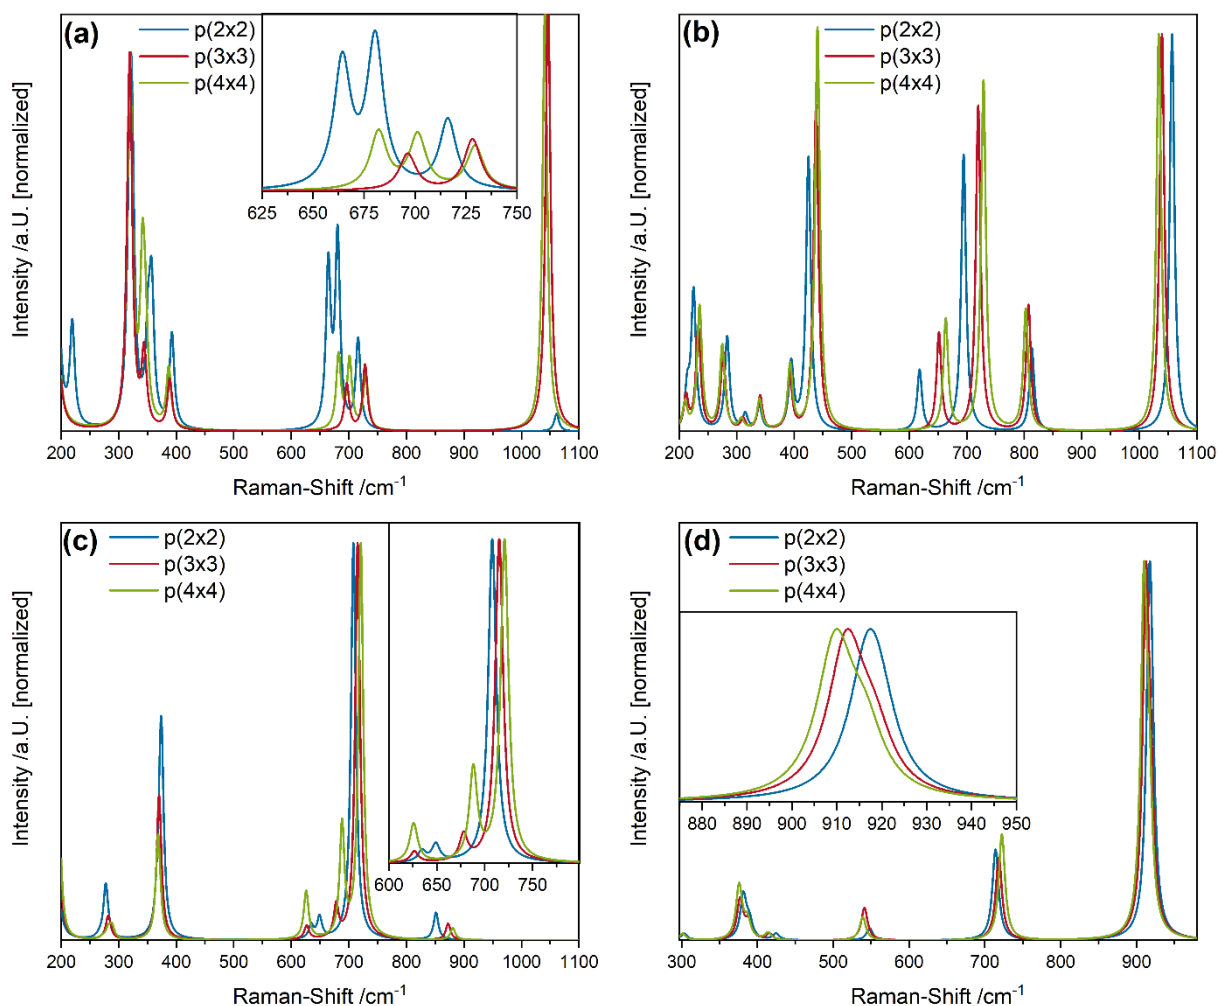 (a)
p(2x2)
p(3x3)
p(4x4)
625 650 675 700 725 750
Intensity /a.U. [normalized]
200 300 400 500 600 700 800 900 1000 1100
Raman-Shift /cm⁻¹
(b)
p(2x2)
p(3x3)
p(4x4)
Intensity /a.U. [normalized]
200 300 400 500 600 700 800 900 1000 1100
Raman-Shift /cm⁻¹
(c)
p(2x2)
p(3x3)
p(4x4)
600 650 700 750
Intensity /a.U. [normalized]
200 300 400 500 600 700 800 900 1000 1100
Raman-Shift /cm⁻¹
(d)
p(2x2)
p(3x3)
p(4x4)
880 890 900 910 920 930 940 950
Intensity /a.U. [normalized]
300 400 500 600 700 800 900
Raman-Shift /cm⁻¹